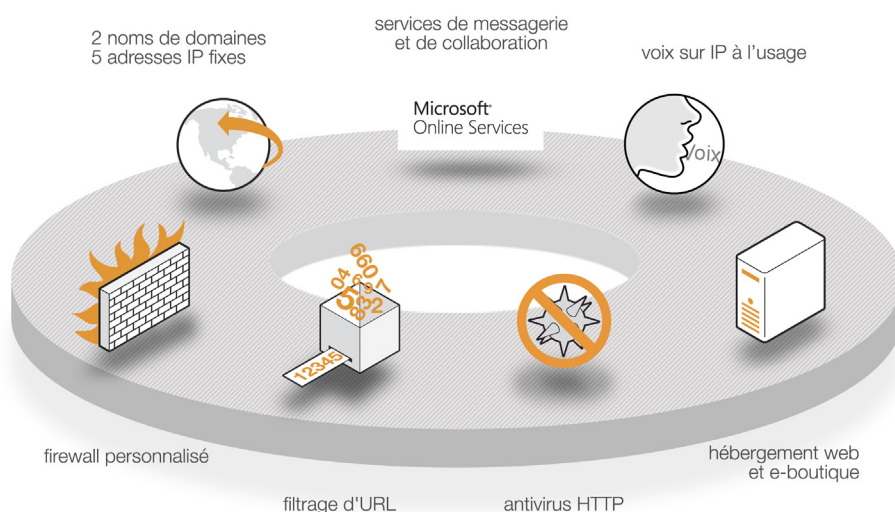 services de messagerie
et de collaboration
2 noms de domaines
5 adresses IP fixes
voix sur IP à l'usage
Microsoft®
Online Services
Voix
12345
firewall personnalisé
hébergement web
et e-boutique
filtrage d'URL
antivirus HTTP